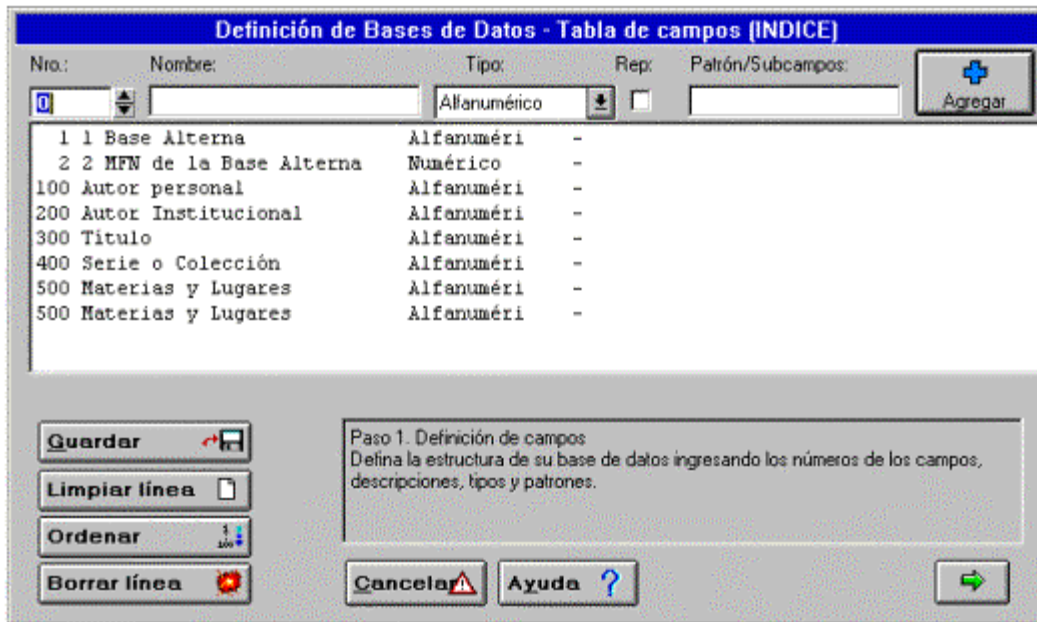 Definición de Bases de Datos - Tabla de campos (INDICE)
Nro.: Nombre: Tipo: Rep: Patrón/Subcampos:
0 Alfanumérico Agregar
1 1 Base Alterna Alfanuméri -
2 2 MFN de la Base Alterna Numérico -
100 Autor personal Alfanuméri -
200 Autor Institucional Alfanuméri -
300 Título Alfanuméri -
400 Serie o Colección Alfanuméri -
500 Materias y Lugares Alfanuméri -
500 Materias y Lugares Alfanuméri -
Guardar
Limpiar línea
Ordenar
Borrar línea
Paso 1. Definición de campos
Defina la estructura de su base de datos ingresando los números de los campos,
descripciones, tipos y patrones.
Cancelar Ayuda ?